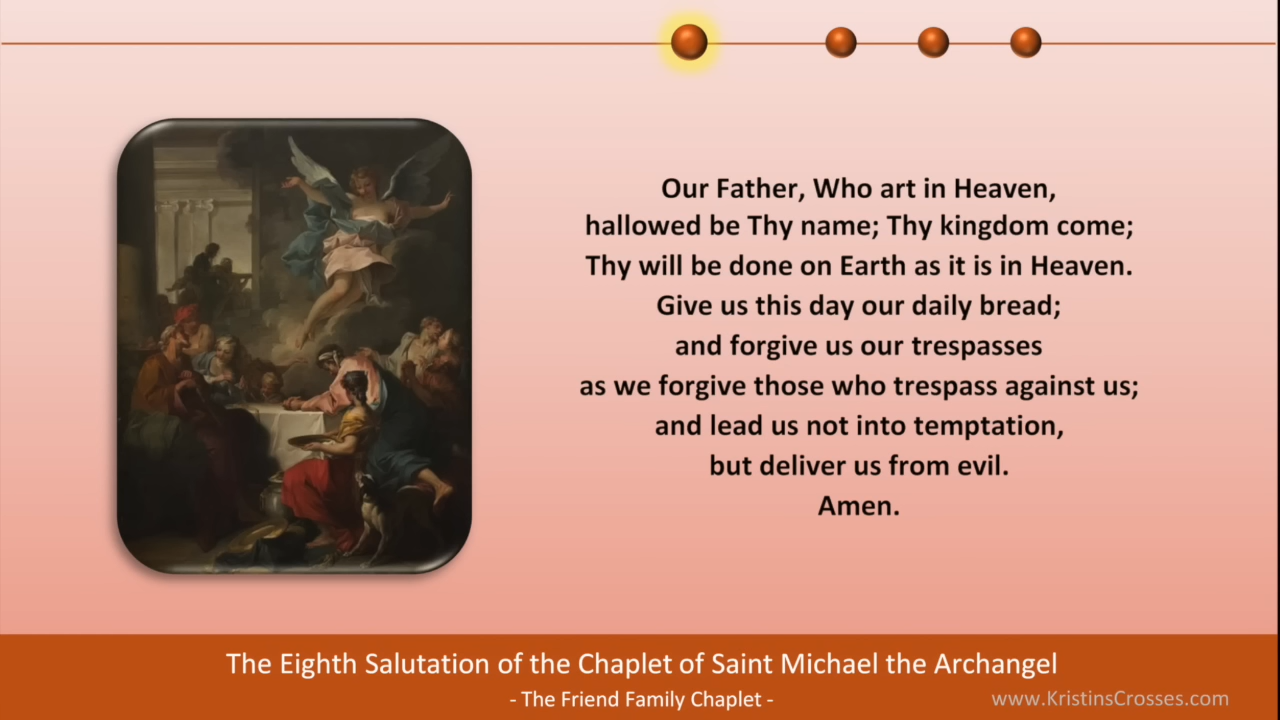 Our Father, Who art in Heaven,
hallowed be Thy name; Thy kingdom come;
Thy will be done on Earth as it is in Heaven.
Give us this day our daily bread;
and forgive us our trespasses
as we forgive those who trespass against us;
and lead us not into temptation,
but deliver us from evil.
Amen.
The Eighth Salutation of the Chaplet of Saint Michael the Archangel
- The Friend Family Chaplet -
www.KristinsCrosses.com